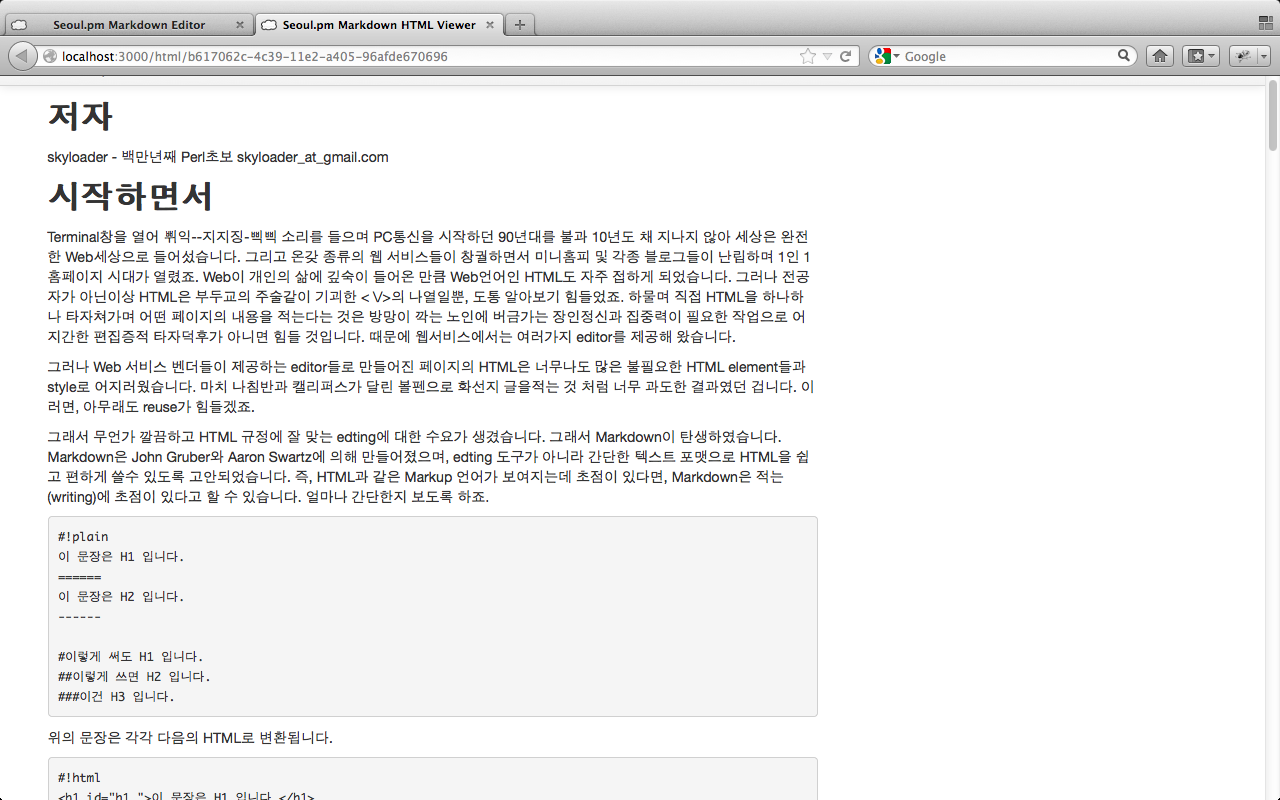 Seoul.pm Markdown Editor
Seoul.pm Markdown HTML Viewer
localhost:3000/html/b617062c-4c39-11e2-a405-96afde670696
Google
저자
skyloader - 백만년째 Perl초보 skyloader_at_gmail.com
시작하면서
Terminal창을 열어 뷔익--지지징-삑삑 소리를 들으며 PC통신을 시작하던 90년대를 불과 10년도 채 지나지 않아 세상은 완전
한 Web세상으로 들어섰습니다. 그리고 온갖 종류의 웹 서비스들이 창궐하면서 미니홈피 및 각종 블로그들이 난립하며 1인 1
홈페이지 시대가 열렸죠. Web이 개인의 삶에 깊숙이 들어온 만큼 Web언어인 HTML도 자주 접하게 되었습니다. 그러나 전공
자가 아닌이상 HTML은 부두교의 주술같이 기괴한 < \/>의 나열일뿐, 도통 알아보기 힘들었죠. 하물며 직접 HTML을 하나하
나 타자쳐가며 어떤 페이지의 내용을 적는다는 것은 방망이 깎는 노인에 버금가는 장인정신과 집중력이 필요한 작업으로 어
지간한 편집증적 타자덕후가 아니면 힘들 것입니다. 때문에 웹서비스에서는 여러가지 editor를 제공해 왔습니다.
그러나 Web 서비스 벤더들이 제공하는 editor들로 만들어진 페이지의 HTML은 너무나도 많은 불필요한 HTML element들과
style로 어지러웠습니다. 마치 나침반과 캘리퍼스가 달린 볼펜으로 화선지 글을적는 것 처럼 너무 과도한 결과였던 겁니다. 이
러면, 아무래도 reuse가 힘들겠죠.
그래서 무언가 깔끔하고 HTML 규정에 잘 맞는 edting에 대한 수요가 생겼습니다. 그래서 Markdown이 탄생하였습니다.
Markdown은 John Gruber와 Aaron Swartz에 의해 만들어졌으며, edting 도구가 아니라 간단한 텍스트 포맷으로 HTML을 쉽
고 편하게 쓸수 있도록 고안되었습니다. 즉, HTML과 같은 Markup 언어가 보여지는데 초점이 있다면, Markdown은 적는
(writing)에 초점이 있다고 할 수 있습니다. 얼마나 간단한지 보도록 하죠.
#!plain
이 문장은 H1 입니다.
======
이 문장은 H2 입니다.
------
#이렇게 써도 H1 입니다.
##이렇게 쓰면 H2 입니다.
###이건 H3 입니다.
위의 문장은 각각 다음의 HTML로 변환됩니다.
#!html
<h1 id="h1_">이 문장은 H1 입니다.</h1>